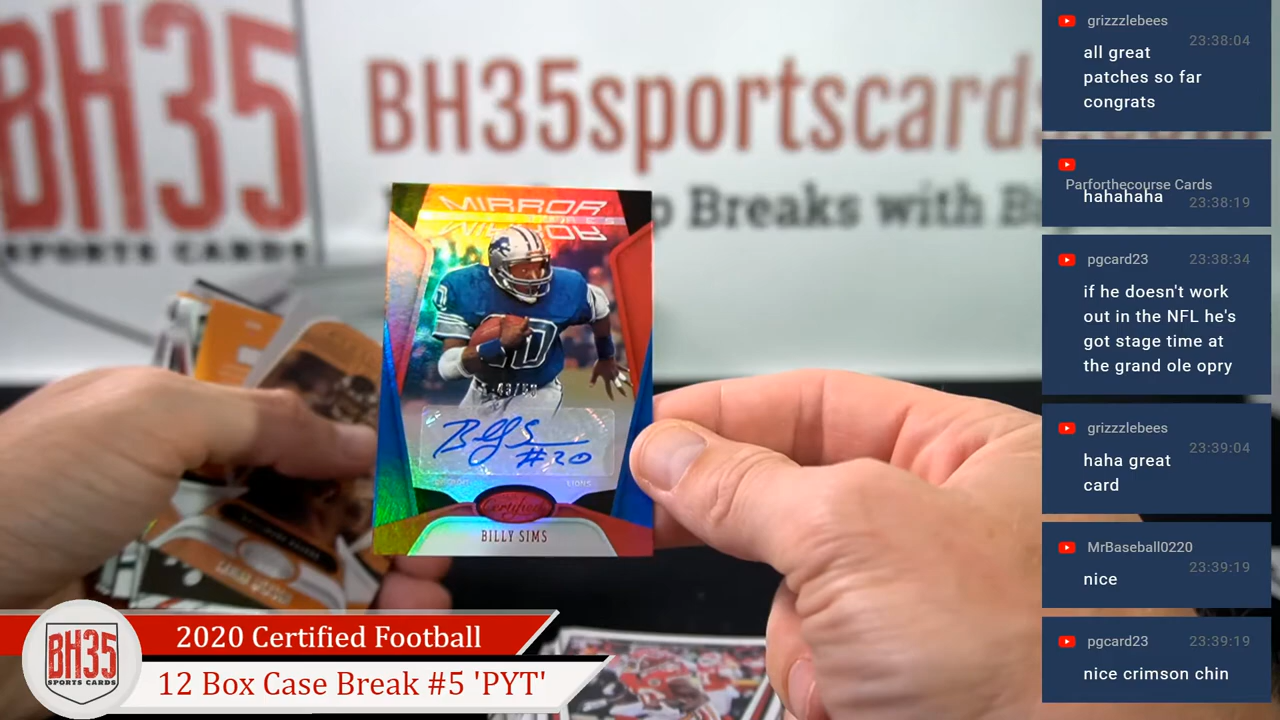 BH35
SPORTS CARDS
BH35sportscards
p Breaks with B
MIRROR
MIRROR
BLS
#20
LIONS
Certified
BILLY SIMS
2020 Certified Football
12 Box Case Break #5 'PYT'
BH35
SPORTS CARDS
grizzzlebees
23:38:04
all great
patches so far
congrats
Parforthecourse Cards
hahahaha
23:38:19
pgcard23
23:38:34
if he doesn't work
out in the NFL he's
got stage time at
the grand ole opry
grizzzlebees
23:39:04
haha great
card
MrBaseball0220
23:39:19
nice
pgcard23
23:39:19
nice crimson chin